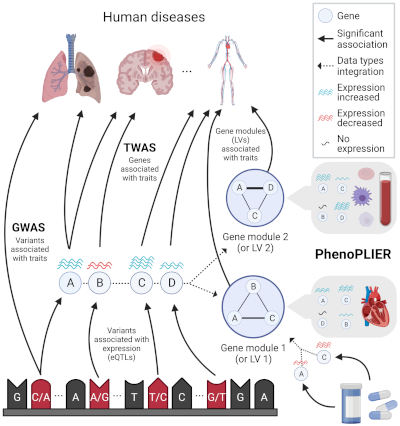 Human diseases
Gene
Significant
association
Data types
integration
Expression
increased
Expression
decreased
No
expression
...
TWAS
Genes
associated
with traits
Gene modules
(LVs)
associated
with traits
GWAS
Variants
associated
with traits
A
D
C
Gene module 2
(or LV 2)
A
C
B
D
PhenoPLIER
A
B
C
D
Variants
associated
with
expression
(eQTLs)
B
A
C
Gene module 1
(or LV 1)
A
C
D
B
C
A
G
C/A
...
A
A/G
...
T
T/C
C
...
G/T
G
A